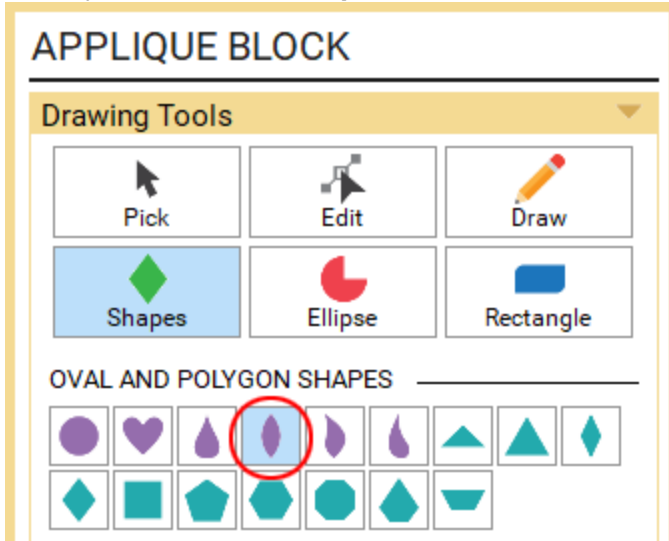 APPLIQUE BLOCK
Drawing Tools
Pick Edit Draw
Shapes Ellipse Rectangle
OVAL AND POLYGON SHAPES